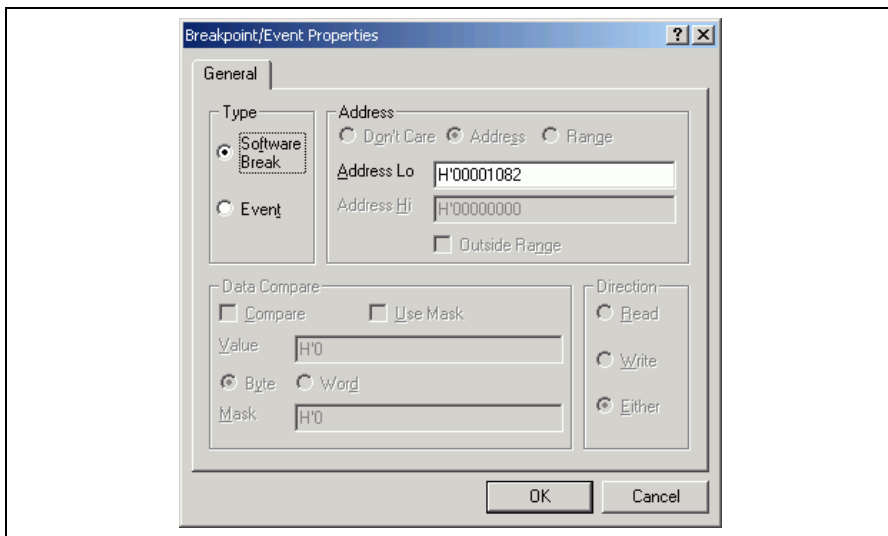 Breakpoint/Event Properties
General
Type
Software
Break
Event
Address
Don't Care Address Range
Address Lo H'00001082
Address Hi H'00000000
Outside Range
Data Compare
Compare Use Mask
Value H'0
Byte Word
Mask H'0
Direction
Read
Write
Either
OK Cancel